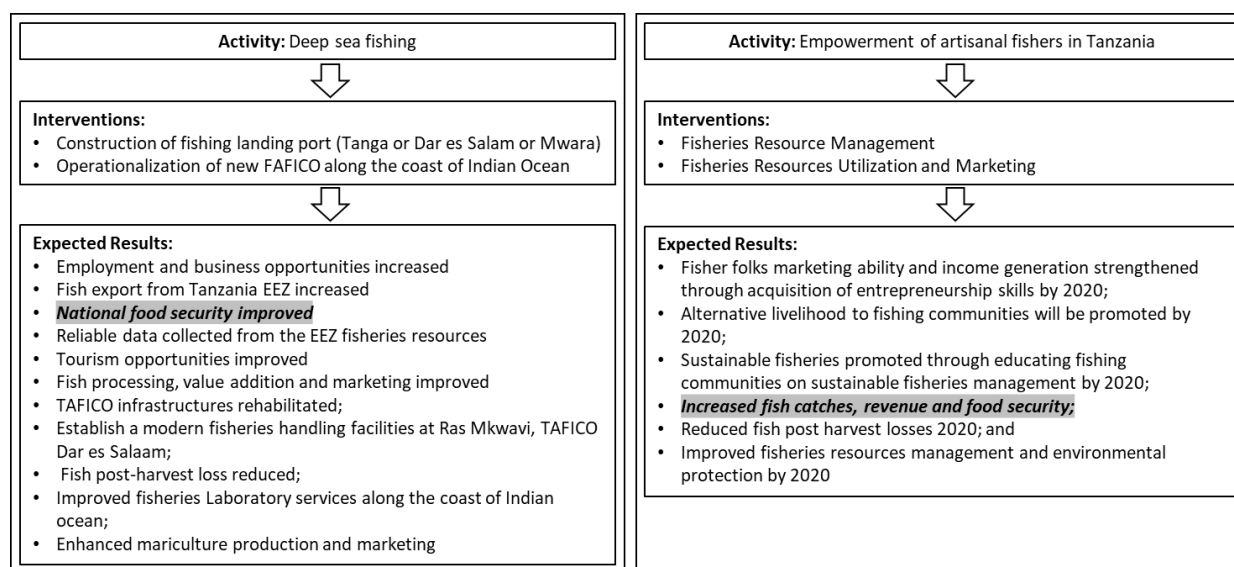 Activity: Deep sea fishing
Interventions:
• Construction of fishing landing port (Tanga or Dar es Salam or Mwara)
• Operationalization of new FAFICO along the coast of Indian Ocean
Expected Results:
• Employment and business opportunities increased
• Fish export from Tanzania EEZ increased
• National food security improved
• Reliable data collected from the EEZ fisheries resources
• Tourism opportunities improved
• Fish processing, value addition and marketing improved
• TAFICO infrastructures rehabilitated;
• Establish a modern fisheries handling facilities at Ras Mkwavi, TAFICO
Dar es Salaam;
• Fish post-harvest loss reduced;
• Improved fisheries Laboratory services along the coast of Indian
ocean;
• Enhanced mariculture production and marketing
Activity: Empowerment of artisanal fishers in Tanzania
Interventions:
• Fisheries Resource Management
• Fisheries Resources Utilization and Marketing
Expected Results:
• Fisher folks marketing ability and income generation strengthened
through acquisition of entrepreneurship skills by 2020;
• Alternative livelihood to fishing communities will be promoted by
2020;
• Sustainable fisheries promoted through educating fishing
communities on sustainable fisheries management by 2020;
• Increased fish catches, revenue and food security;
• Reduced fish post harvest losses 2020; and
• Improved fisheries resources management and environmental
protection by 2020